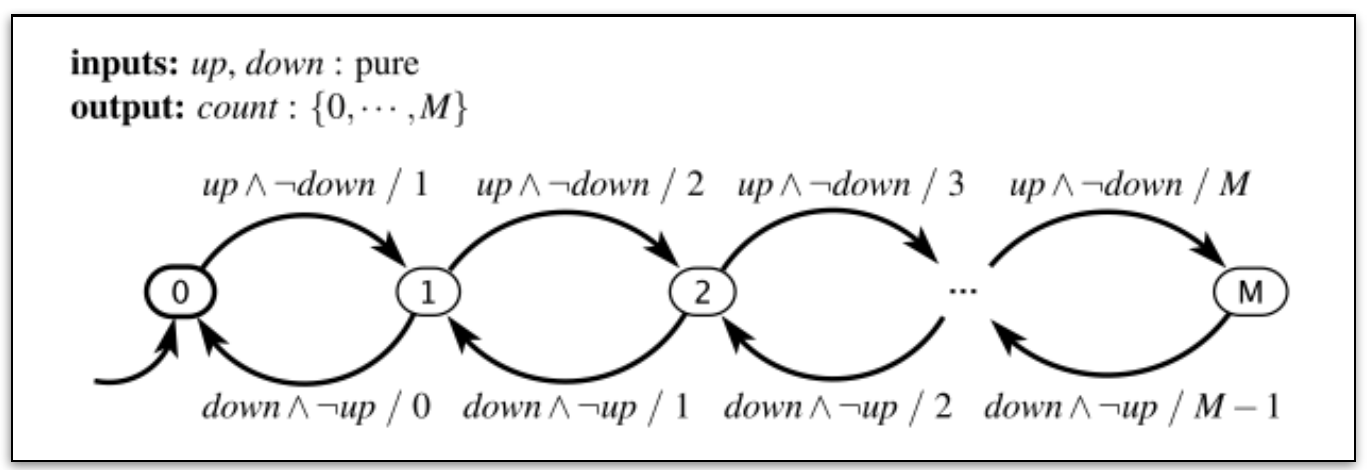 inputs: up, down : pure
output: count : {0, ⋯ , M}
up ∧ ¬down / 1 up ∧ ¬down / 2 up ∧ ¬down / 3 up ∧ ¬down / M
0 1 2 ... M
down ∧ ¬up / 0 down ∧ ¬up / 1 down ∧ ¬up / 2 down ∧ ¬up / M − 1